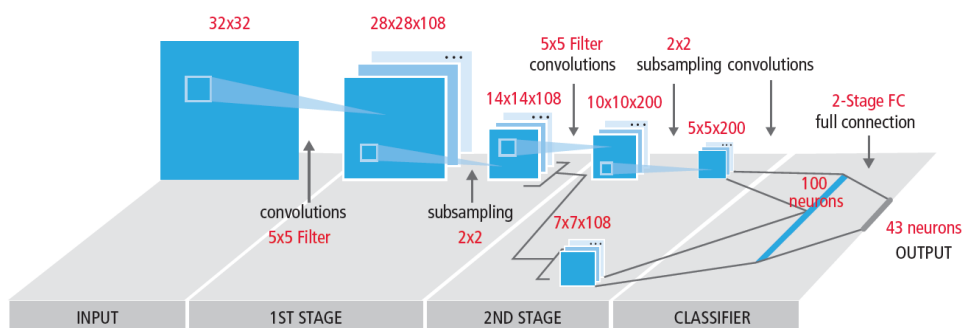 32x32
28x28x108
5x5 Filter
convolutions
2x2
subsampling
convolutions
14x14x108
10x10x200
5x5x200
2-Stage FC
full connection
convolutions
5x5 Filter
subsampling
2x2
7x7x108
100
neurons
43 neurons
OUTPUT
INPUT
1ST STAGE
2ND STAGE
CLASSIFIER